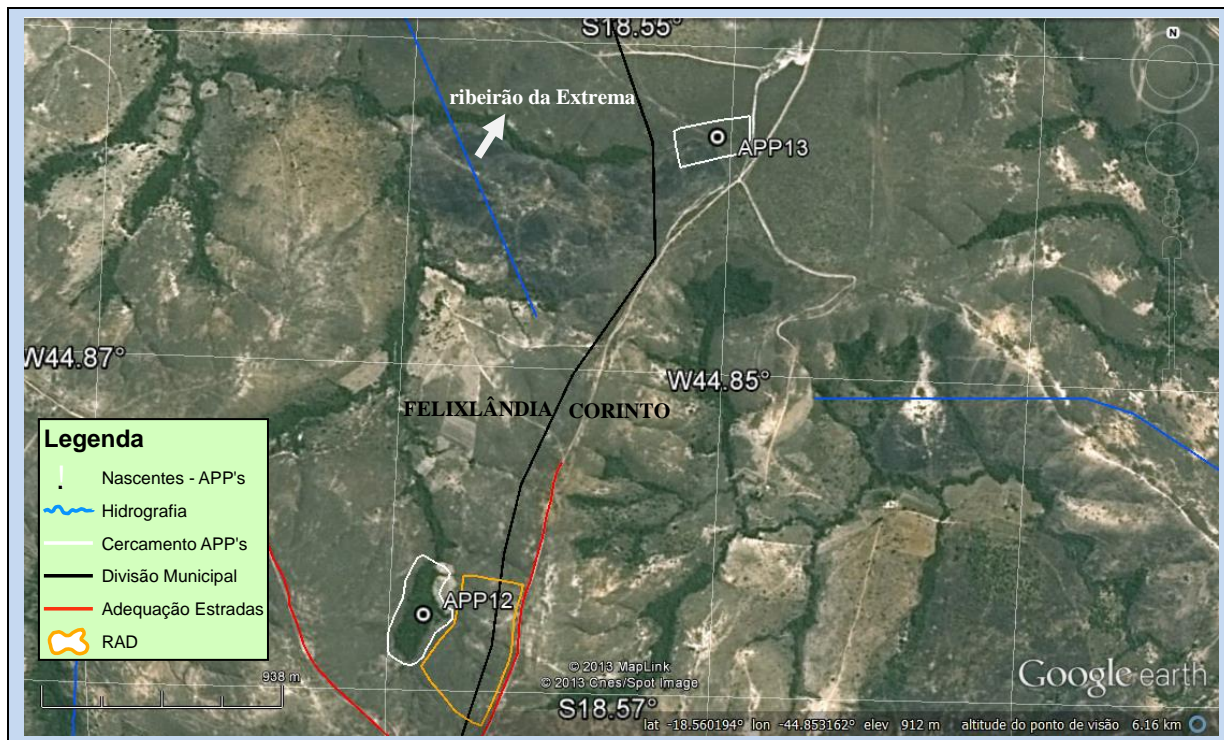 S18.55°
N
ribeirão da Extrema
APP13
W44.87°
W44.85°
FELIXLÂNDIA
CORINTO
Legenda
Nascentes - APP's
Hidrografia
Cercamento APP's
Divisão Municipal
Adequação Estradas
RAD
APP12
938 m
© 2013 MapLink
© 2013 Cnes/Spot Image
Google earth
S18.57°
lat -18.560194° lon -44.853162° elev 912 m altitude do ponto de visão 6.16 km